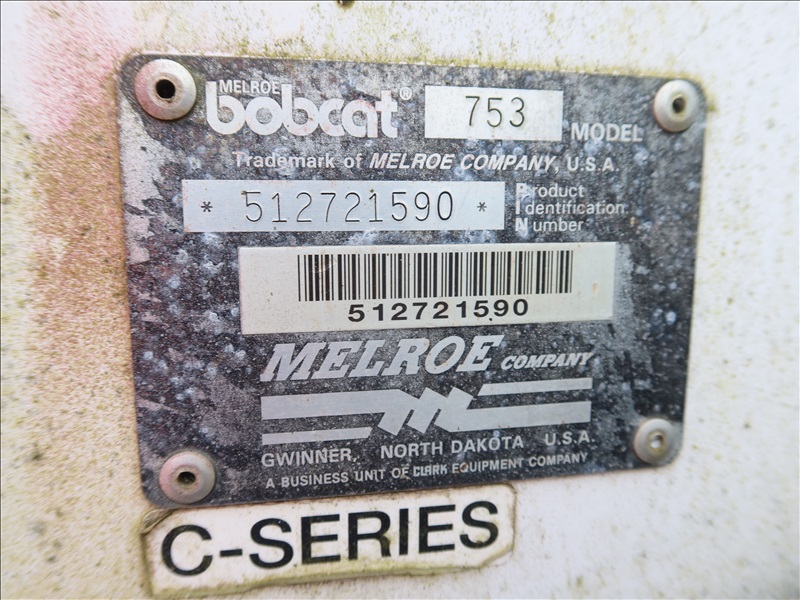 MELROE
bobcat® 753 MODEL
Trademark of MELROE COMPANY, U.S.A.
* 512721590 * Product Identification Number
512721590
MELROE COMPANY
GWINNER, NORTH DAKOTA U.S.A.
A BUSINESS UNIT OF CLARK EQUIPMENT COMPANY
C-SERIES